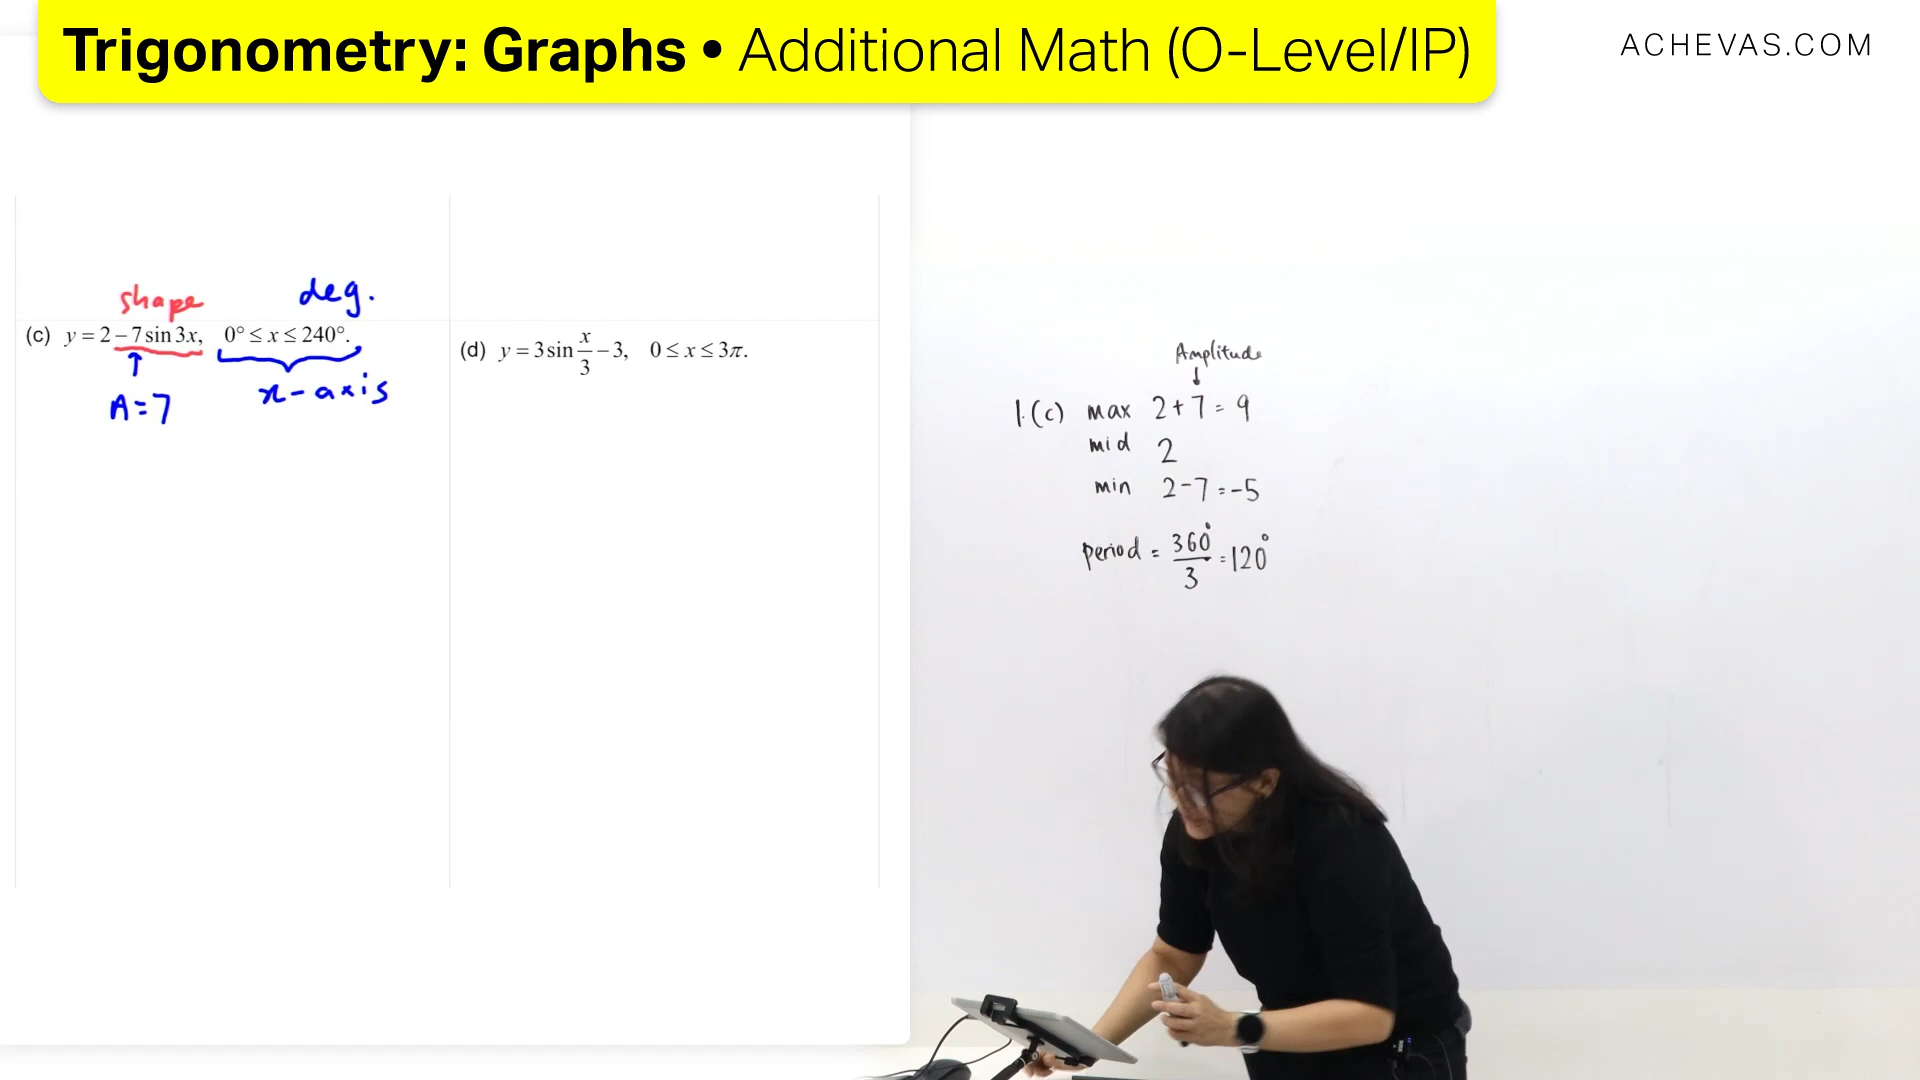 Trigonometry: Graphs • Additional Math (O-Level/IP)
ACHEVAS.COM
shape
deg.
(c) y = 2 − 7 sin 3x, 0° ≤ x ≤ 240°.
A = 7
x-axis
(d) y = 3 sin x/3 − 3, 0 ≤ x ≤ 3π.
Amplitude
↓
1.(c) max 2+7 = 9
mid 2
min 2−7 = −5
period = 360°/3 = 120°